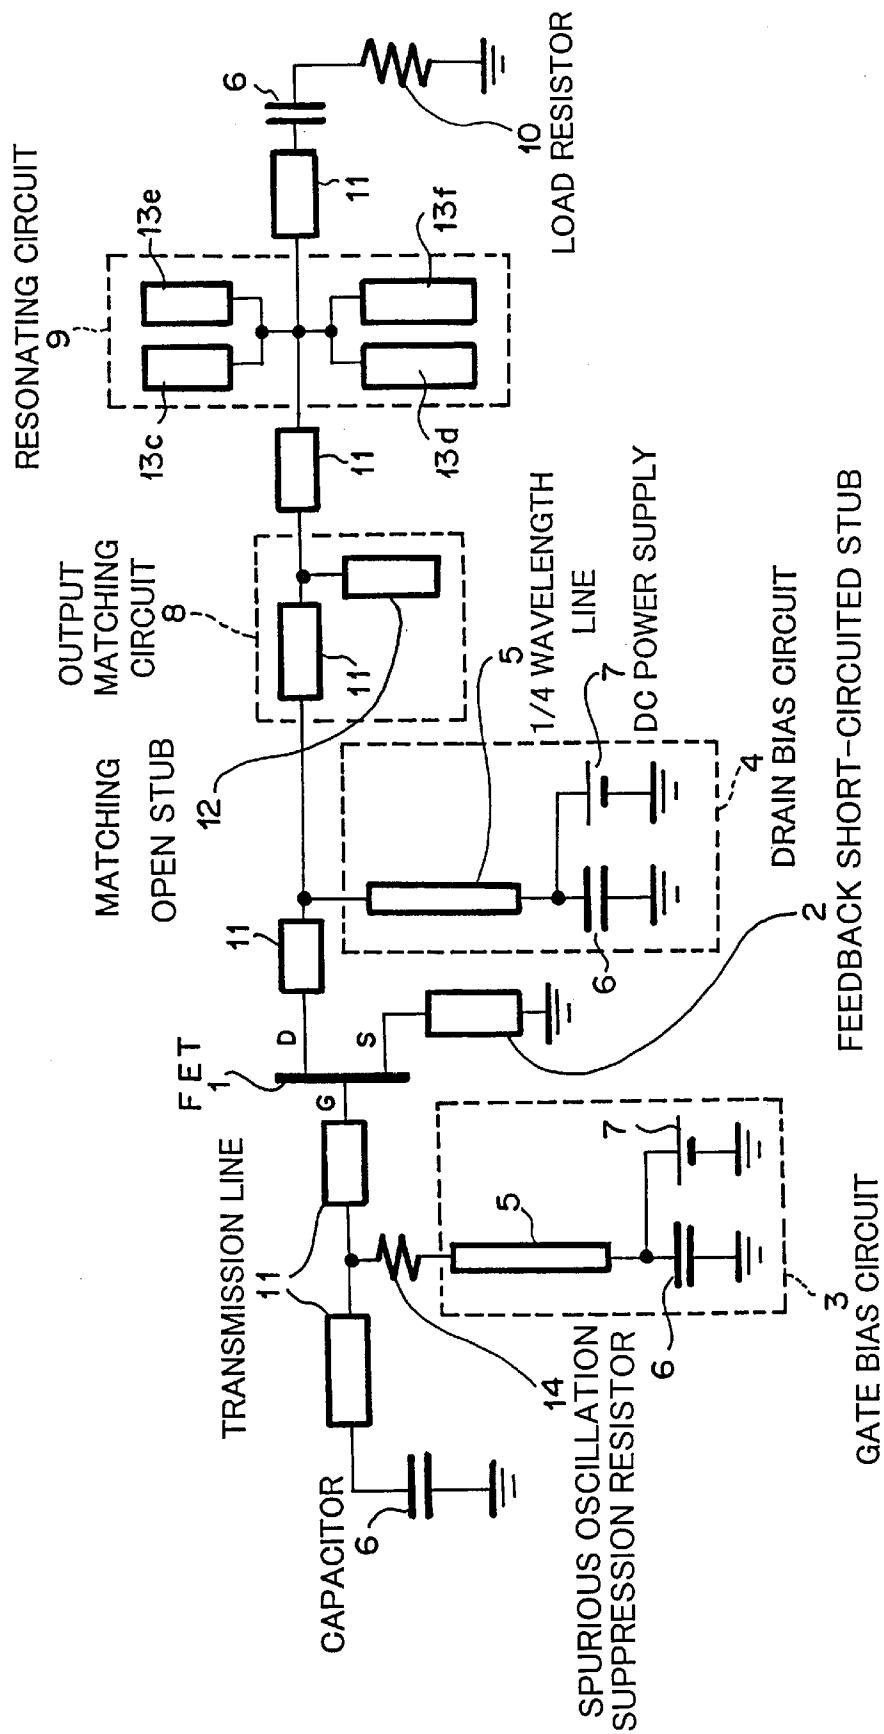 RESONATING CIRCUIT
9
13c
13e
13d
13f
11
11
6
10
LOAD RESISTOR
OUTPUT
MATCHING
CIRCUIT
8
11
MATCHING
OPEN STUB
12
1/4 WAVELENGTH
LINE
5
7
DC POWER SUPPLY
6
4
DRAIN BIAS CIRCUIT
2
FEEDBACK SHORT-CIRCUITED STUB
11
FET
1
D
S
G
TRANSMISSION LINE
11
5
7
6
3
GATE BIAS CIRCUIT
14
SPURIOUS OSCILLATION
SUPPRESSION RESISTOR
CAPACITOR
6